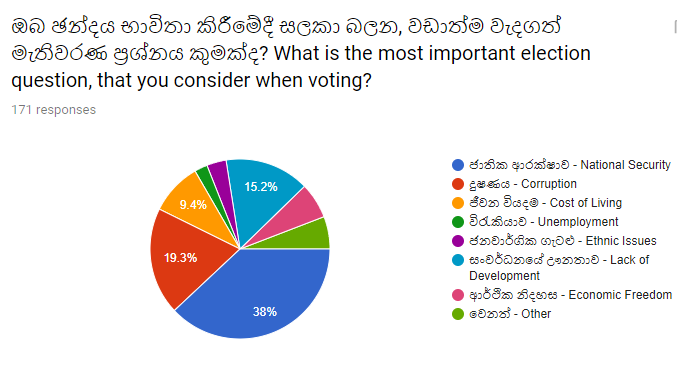 ඔබ ඡන්දය භාවිතා කිරීමේදී සලකා බලන, වඩාත්ම වැදගත්
මැතිවරණ ප්‍රශ්නය කුමක්ද? What is the most important election
question, that you consider when voting?
171 responses
15.2%
9.4%
19.3%
38%
ජාතික ආරක්ෂාව - National Security
දූෂණය - Corruption
ජීවන වියදම - Cost of Living
විරැකියාව - Unemployment
ජනවාර්ගික ගැටළු - Ethnic Issues
සංවර්ධනයේ ඌනතාව - Lack of
Development
ආර්ථික නිදහස - Economic Freedom
වෙනත් - Other